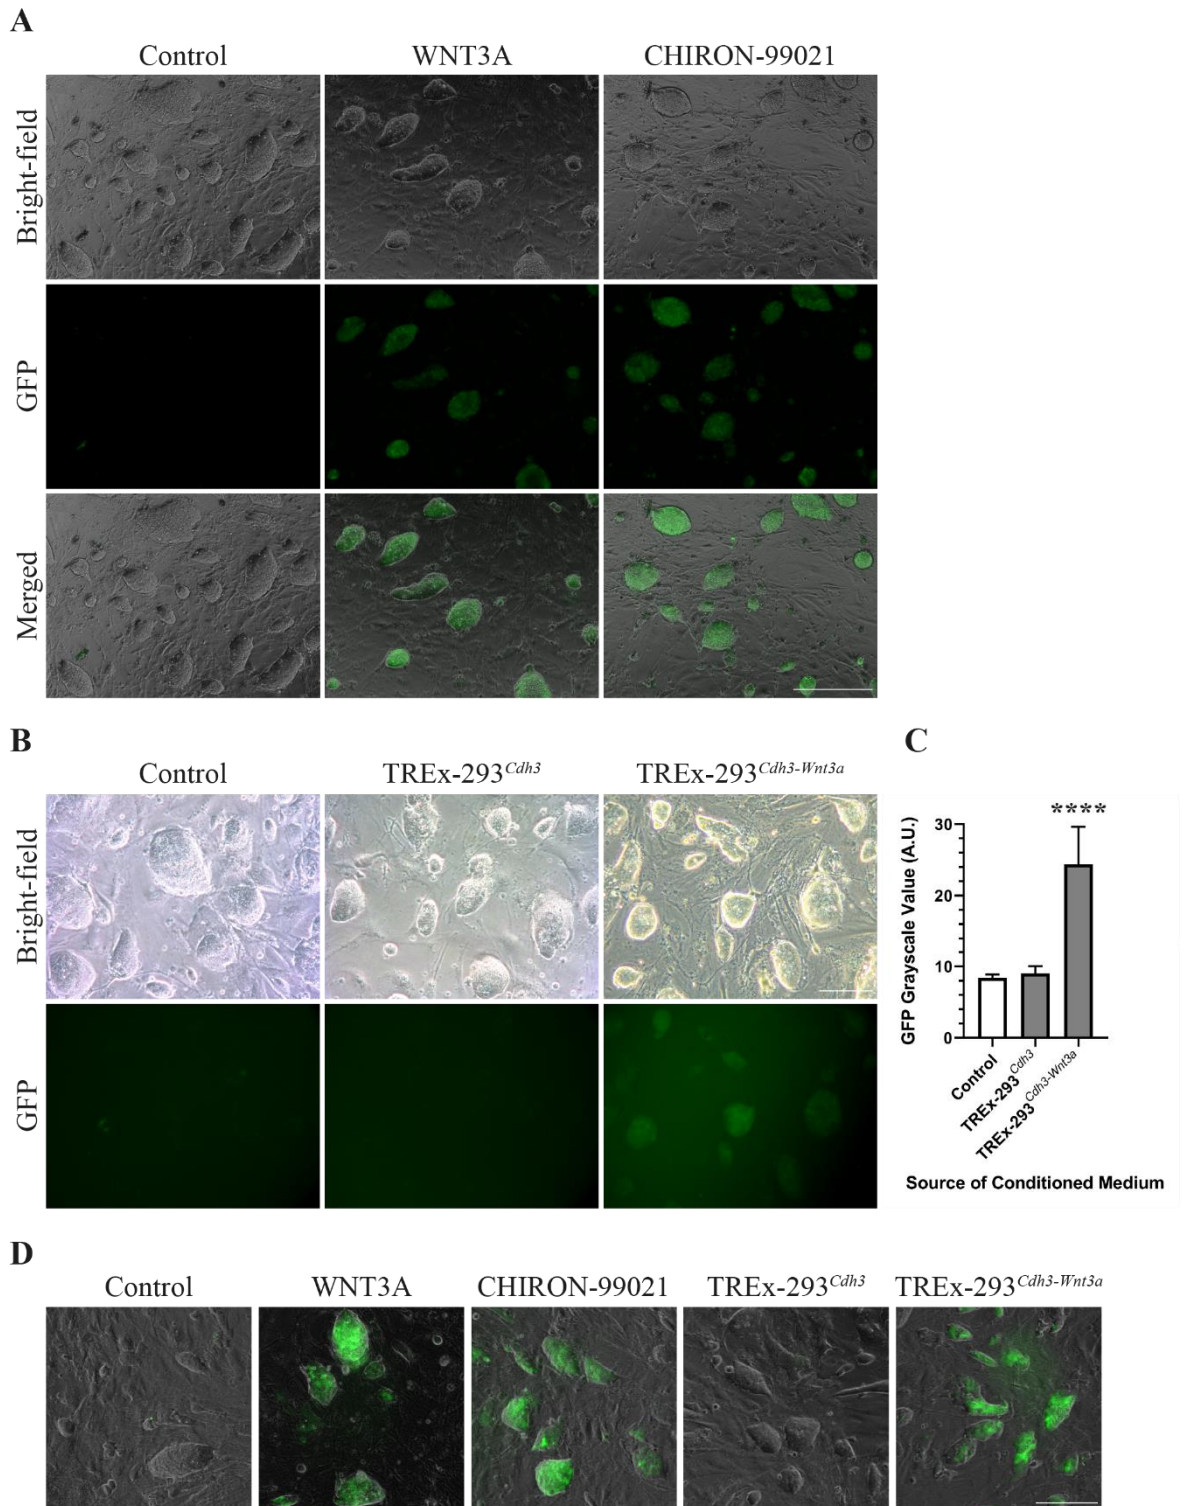 A
Control WNT3A CHIRON-99021
Bright-field
GFP
Merged
B
Control TREx-293Cdh3 TREx-293Cdh3-Wnt3a
Bright-field
GFP
C
****
GFP Grayscale Value (A.U.)
30
20
10
0
Control
TREx-293Cdh3
TREx-293Cdh3-Wnt3a
Source of Conditioned Medium
D
Control WNT3A CHIRON-99021 TREx-293Cdh3 TREx-293Cdh3-Wnt3a